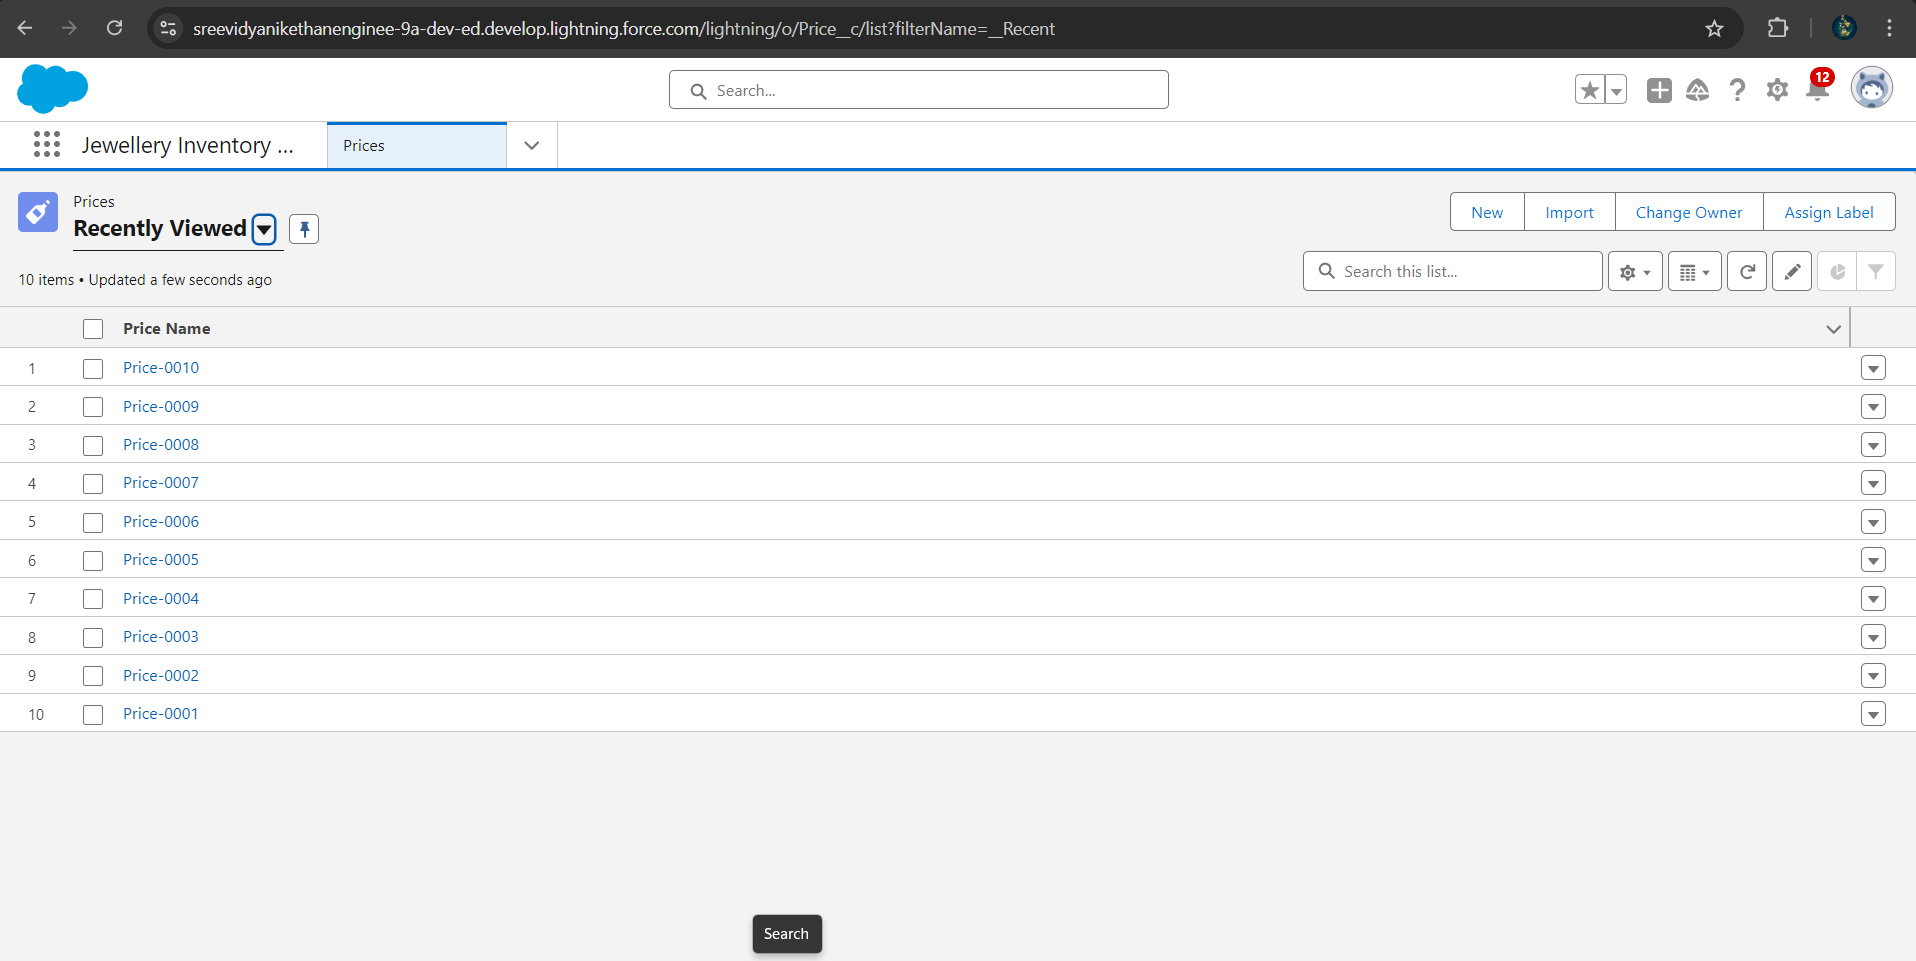 sreevidyanikethanenginee-9a-dev-ed.develop.lightning.force.com/lightning/o/Price__c/list?filterName=__Recent
Search...
12
Jewellery Inventory ...
Prices
Prices
Recently Viewed
New
Import
Change Owner
Assign Label
10 items • Updated a few seconds ago
Search this list...
Price Name
1 Price-0010
2 Price-0009
3 Price-0008
4 Price-0007
5 Price-0006
6 Price-0005
7 Price-0004
8 Price-0003
9 Price-0002
10 Price-0001
Search